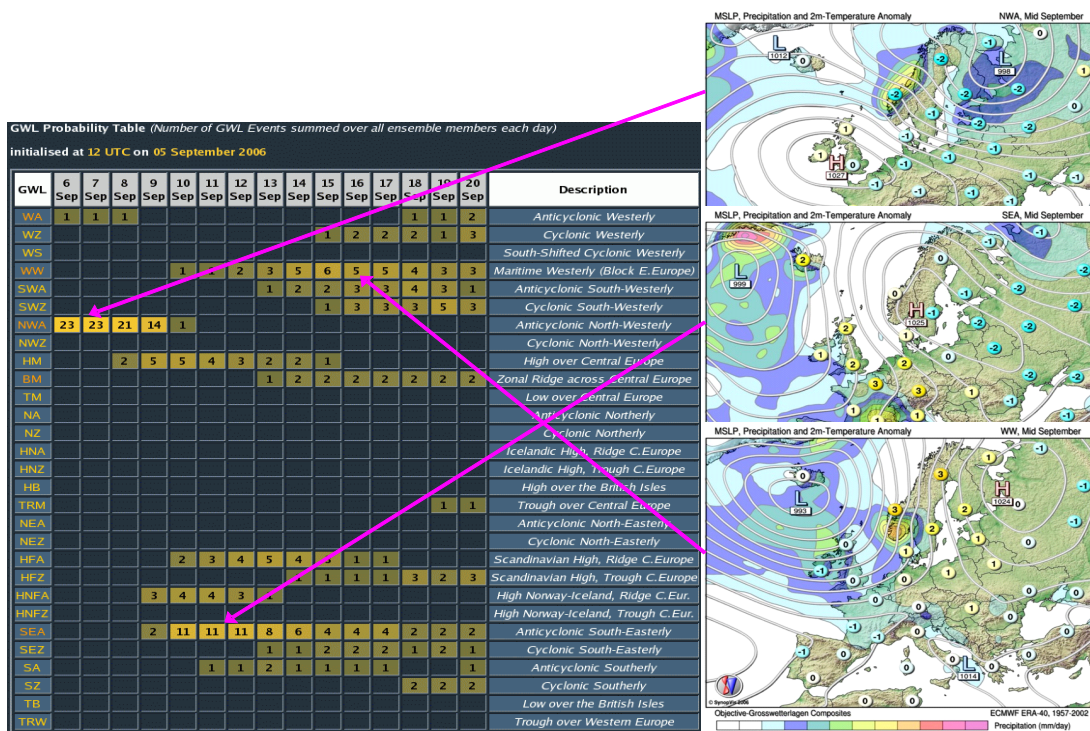 GWL Probability Table (Number of GWL Events summed over all ensemble members each day)
initialised at 12 UTC on 05 September 2006
GWL 6 Sep 7 Sep 8 Sep 9 Sep 10 Sep 11 Sep 12 Sep 13 Sep 14 Sep 15 Sep 16 Sep 17 Sep 18 Sep 19 Sep 20 Sep Description
WA 1 1 1 1 1 2 Anticyclonic Westerly
WZ 1 2 2 2 1 3 Cyclonic Westerly
WS South-Shifted Cyclonic Westerly
WW 1 1 2 3 5 6 5 5 4 3 3 Maritime Westerly (Block E.Europe)
SWA 1 2 2 3 3 4 3 1 Anticyclonic South-Westerly
SWZ 1 3 3 3 5 3 Cyclonic South-Westerly
NWA 23 23 21 14 1 Anticyclonic North-Westerly
NWZ Cyclonic North-Westerly
HM 2 5 5 4 3 2 2 1 High over Central Europe
BM 1 2 2 2 2 2 2 2 Zonal Ridge across Central Europe
TM Low over Central Europe
NA Anticyclonic Northerly
NZ Cyclonic Northerly
HNA Icelandic High, Ridge C.Europe
HNZ Icelandic High, Trough C.Europe
HB High over the British Isles
TRM 1 1 Trough over Central Europe
NEA Anticyclonic North-Easterly
NEZ Cyclonic North-Easterly
HFA 2 3 4 5 4 3 1 1 Scandinavian High, Ridge C.Europe
HFZ 1 1 1 1 3 2 3 Scandinavian High, Trough C.Europe
HNFA 3 4 4 3 1 High Norway-Iceland, Ridge C.Eur.
HNFZ High Norway-Iceland, Trough C.Eur.
SEA 2 11 11 11 8 6 4 4 4 2 2 2 Anticyclonic South-Easterly
SEZ 1 1 2 2 2 1 2 1 Cyclonic South-Easterly
SA 1 1 2 1 1 1 1 1 Anticyclonic Southerly
SZ 2 2 2 Cyclonic Southerly
TB Low over the British Isles
TRW Trough over Western Europe
MSLP, Precipitation and 2m-Temperature Anomaly NWA, Mid September
L 1012
L 998
H 1027
MSLP, Precipitation and 2m-Temperature Anomaly SEA, Mid September
L 999
H 1025
MSLP, Precipitation and 2m-Temperature Anomaly WW, Mid September
L 993
H 1024
L 1014
Objective-Grosswetterlagen Composites ECMWF ERA-40, 1957-2002
Precipitation (mm/day)